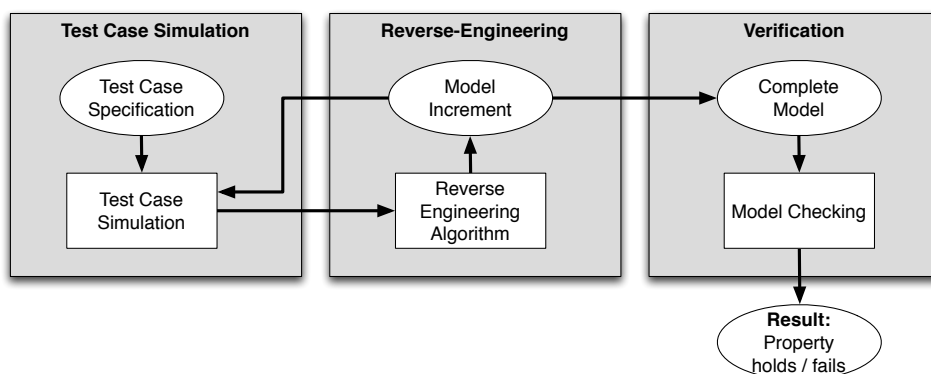 Test Case Simulation
Reverse-Engineering
Verification
Test Case
Specification
Model
Increment
Complete
Model
Test Case
Simulation
Reverse
Engineering
Algorithm
Model Checking
Result:
Property
holds / fails